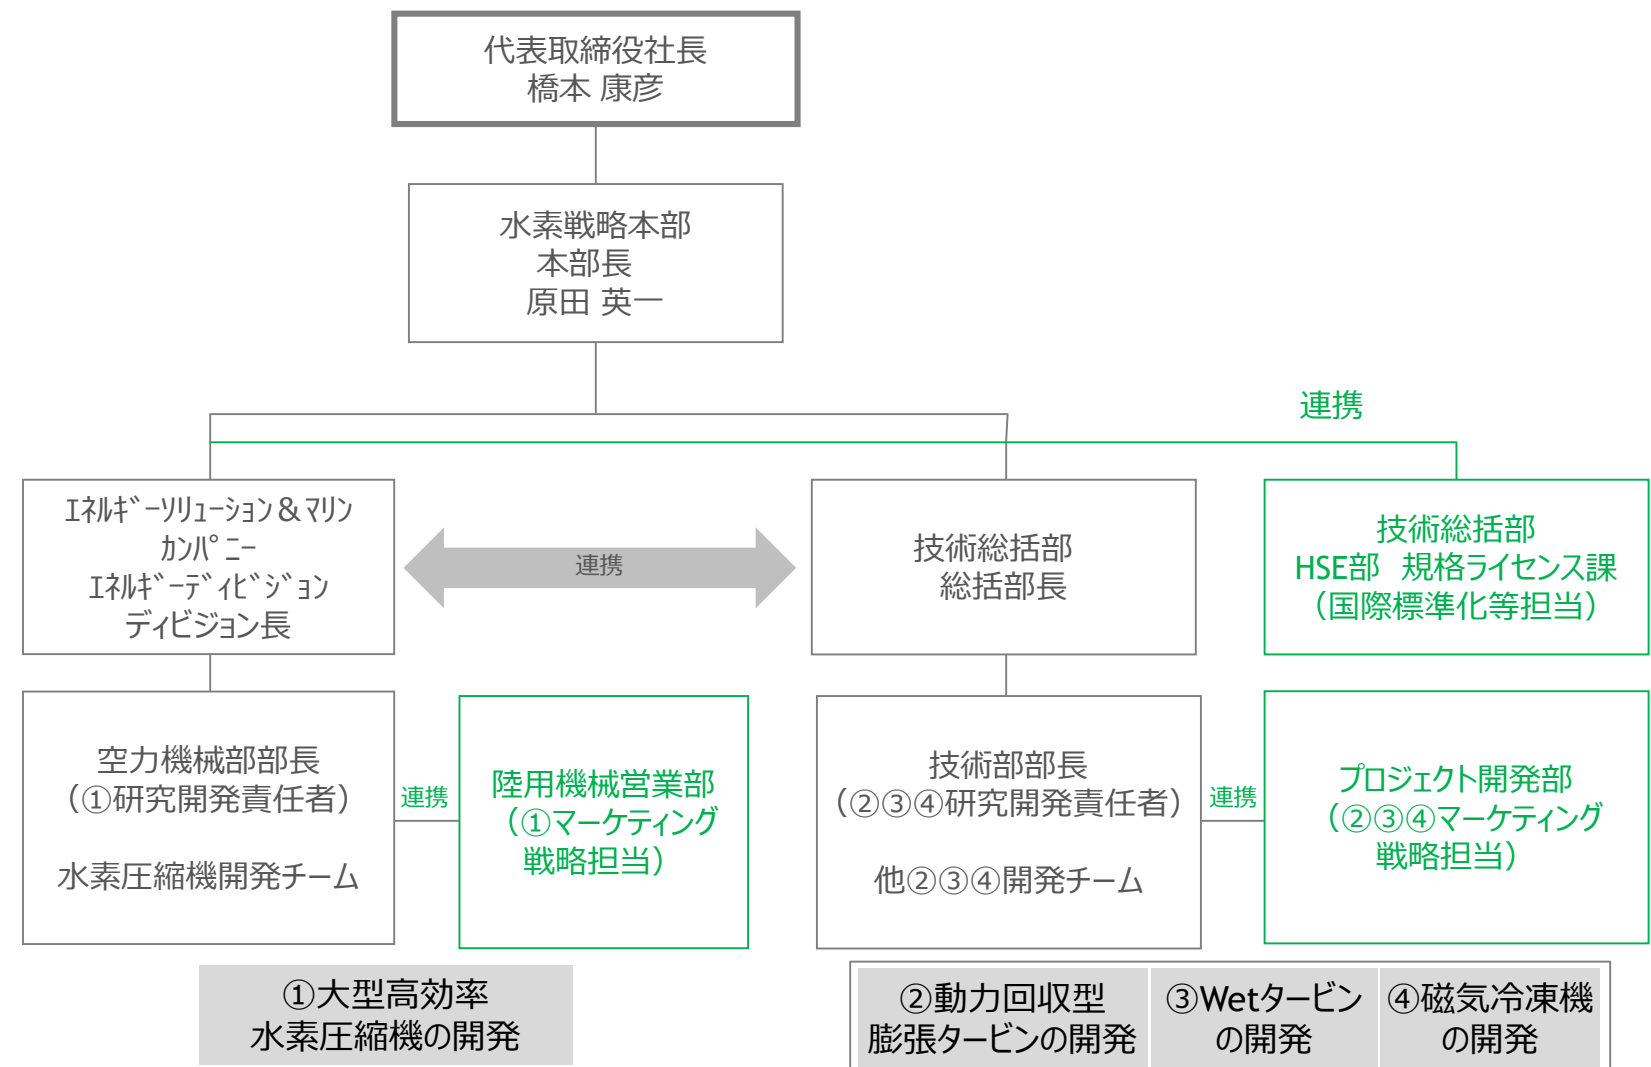 代表取締役社長
橋本 康彦
水素戦略本部
本部長
原田 英一
連携
ｴﾈﾙｷﾞｰｿﾘｭｰｼｮﾝ＆ﾏﾘﾝ
ｶﾝﾊﾟﾆｰ
ｴﾈﾙｷﾞｰﾃﾞｨﾋﾞｼﾞｮﾝ
ディビジョン長
連携
技術総括部
総括部長
技術総括部
HSE部　規格ライセンス課
（国際標準化等担当）
空力機械部部長
（①研究開発責任者）
水素圧縮機開発チーム
連携
陸用機械営業部
（①マーケティング
戦略担当）
技術部部長
（②③④研究開発責任者）
他②③④開発チーム
連携
プロジェクト開発部
（②③④マーケティング
戦略担当）
①大型高効率
水素圧縮機の開発
②動力回収型
膨張タービンの開発
③Wetタービン
の開発
④磁気冷凍機
の開発